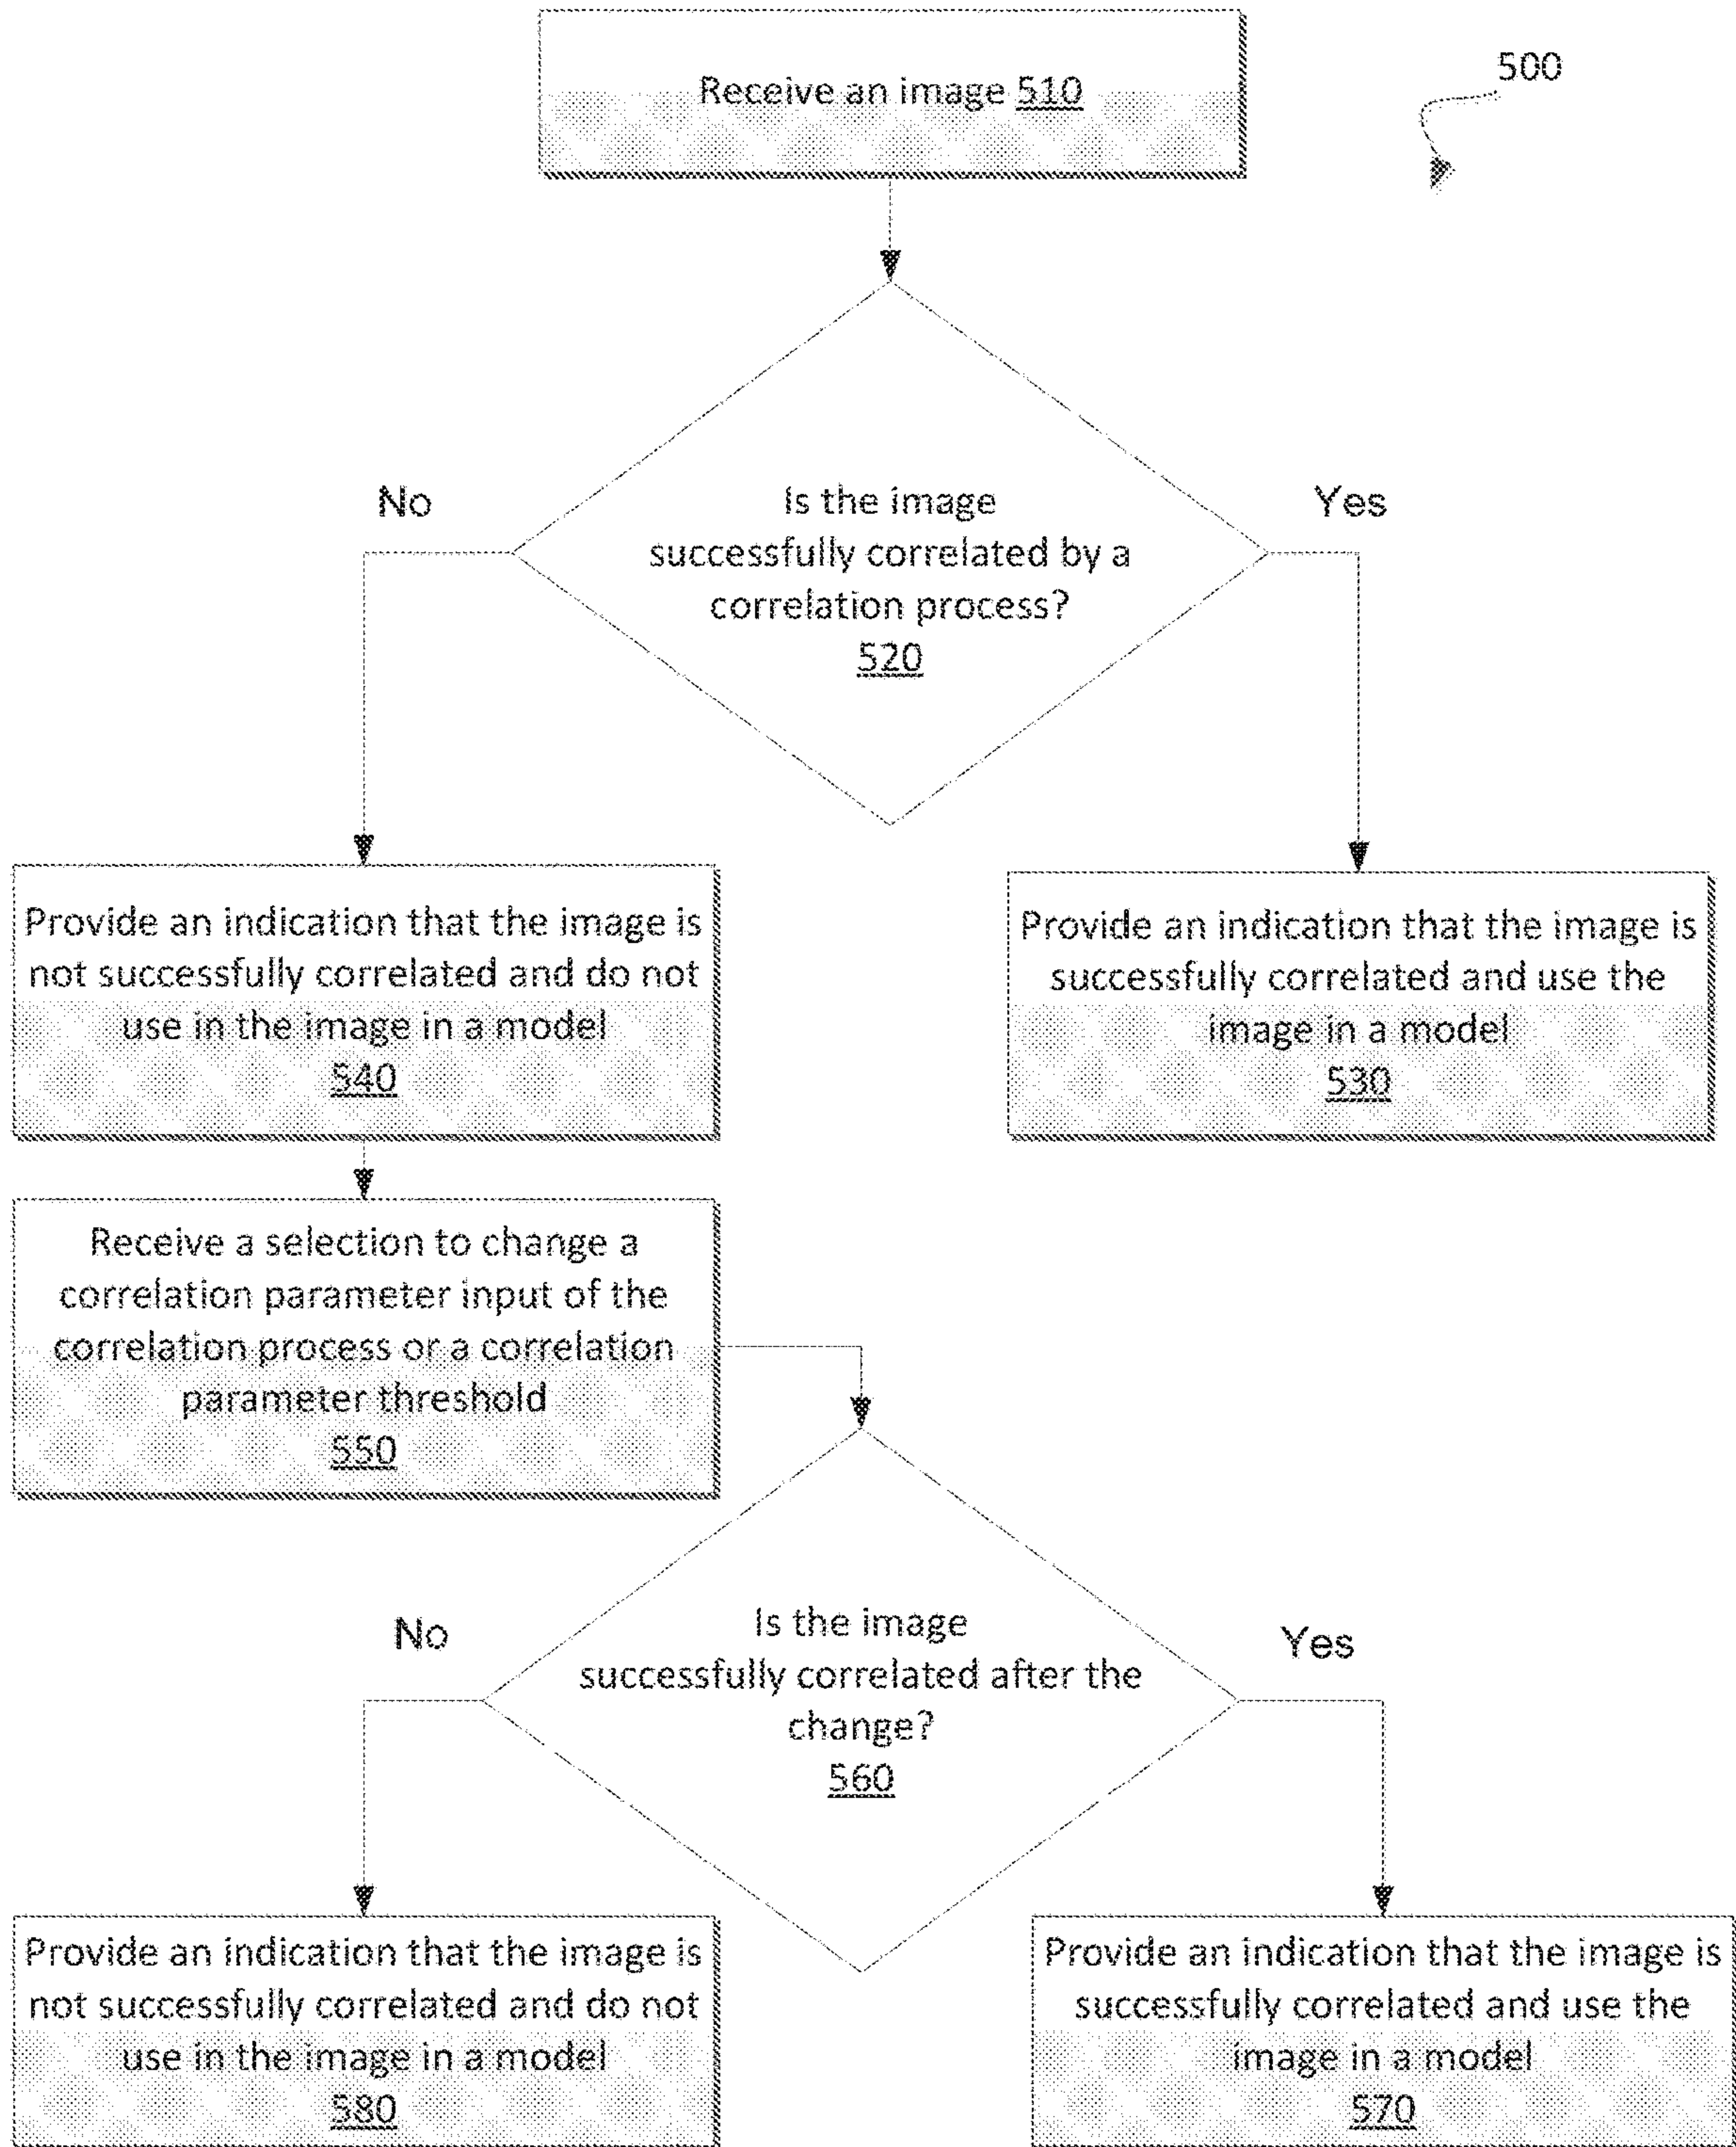 Receive an image 510
500
Is the image
successfully correlated by a
correlation process?
520
No
Yes
Provide an indication that the image is
not successfully correlated and do not
use in the image in a model
540
Provide an indication that the image is
successfully correlated and use the
image in a model
530
Receive a selection to change a
correlation parameter input of the
correlation process or a correlation
parameter threshold
550
Is the image
successfully correlated after the
change?
560
No
Yes
Provide an indication that the image is
not successfully correlated and do not
use in the image in a model
580
Provide an indication that the image is
successfully correlated and use the
image in a model
570